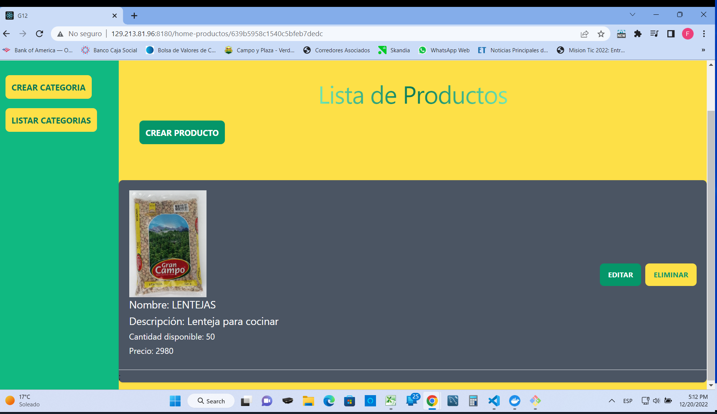 G12
No seguro
129.213.81.96:8180/home-products/639b5958c1540c5bfeb7dedc
Bank of America — O...
Banco Caja Social
Bolsa de Valores de C...
Campo y Plaza - Verd...
Corredores Asociados
Skandia
WhatsApp Web
ET Noticias Principales d...
Mision Tic 2022: Entr...
F
CREAR CATEGORIA
LISTAR CATEGORIAS
Lista de Productos
CREAR PRODUCTO
Gran
Campo
Nombre: LENTEJAS
Descripción: Lenteja para cocinar
Cantidad disponible: 50
Precio: 2980
EDITAR
ELIMINAR
17°C
Soleado
Search
25
ESP
5:12 PM
12/20/2022